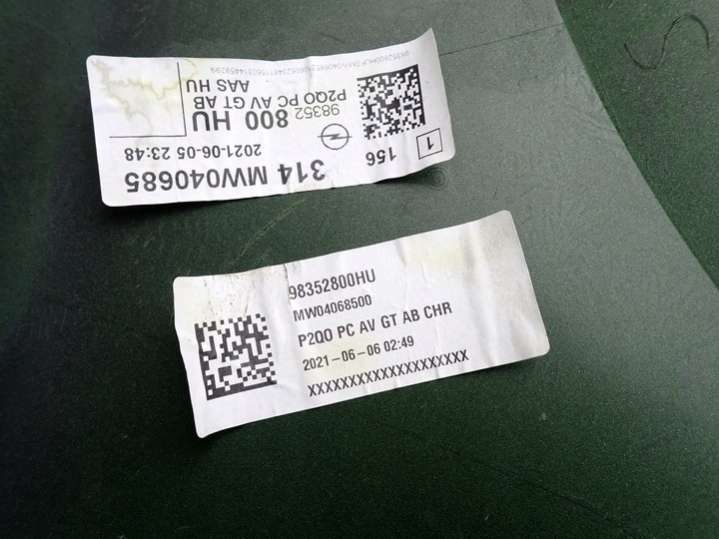 314 MW040685
156
1
2021-06-05 23:48
98352 800 HU
P2QO PC AV GT AB
AAS HU
98352800HU
MW04068500
P2QO PC AV GT AB CHR
2021-06-06 02:49
XXXXXXXXXXXXXXXXXXXX